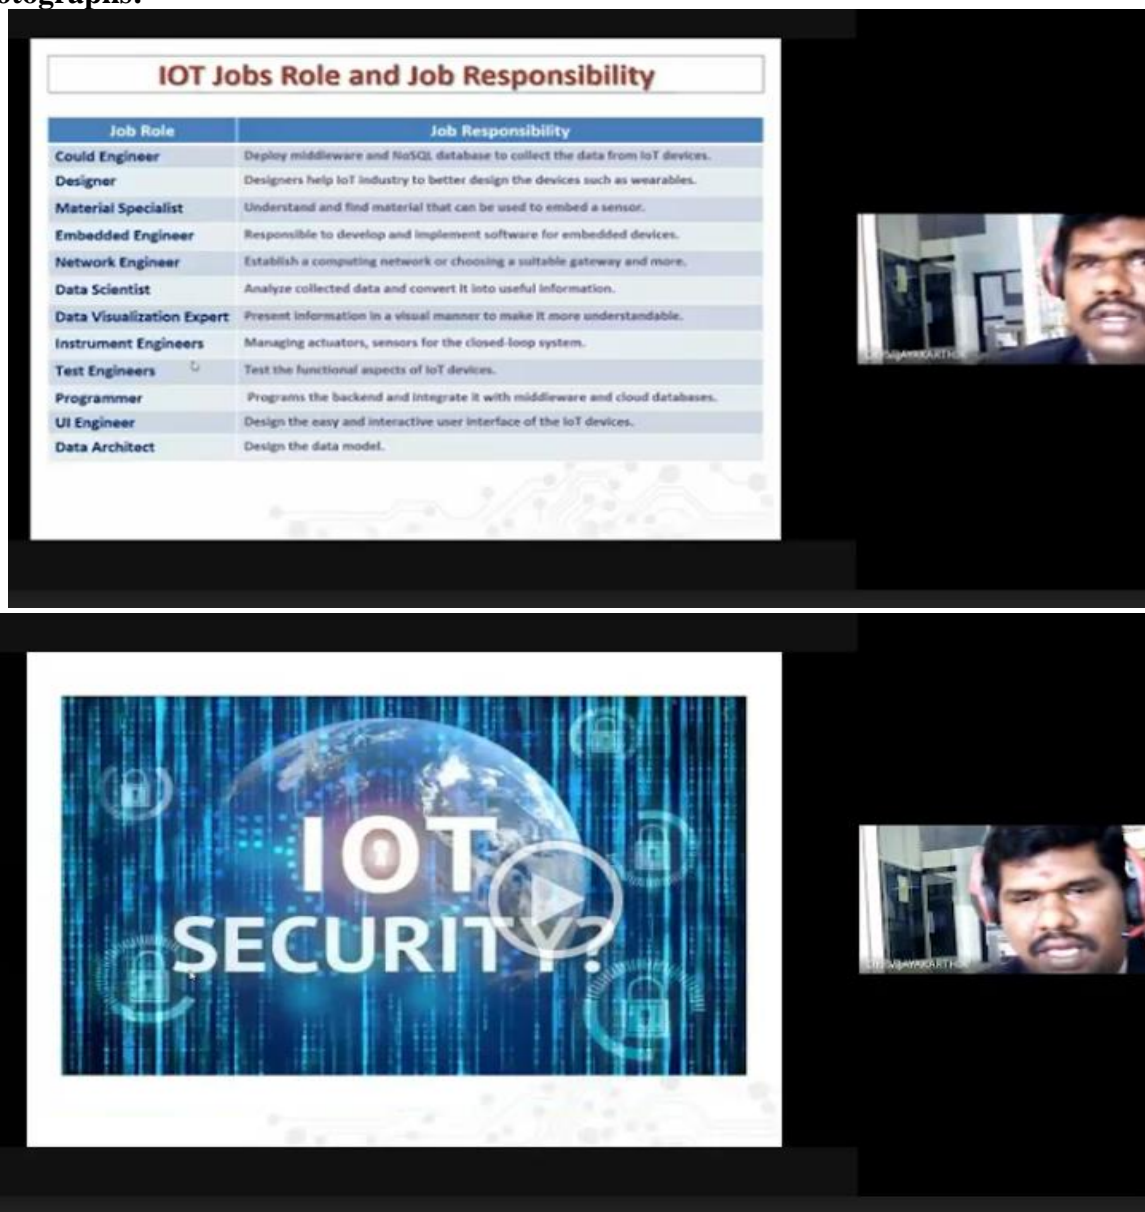 otographs:
IOT Jobs Role and Job Responsibility
Job Role Job Responsibility
Could Engineer Deploy middleware and NoSQL database to collect the data from IoT devices.
Designer Designers help IoT industry to better design the devices such as wearables.
Material Specialist Understand and find material that can be used to embed a sensor.
Embedded Engineer Responsible to develop and implement software for embedded devices.
Network Engineer Establish a computing network or choosing a suitable gateway and more.
Data Scientist Analyze collected data and convert it into useful information.
Data Visualization Expert Present information in a visual manner to make it more understandable.
Instrument Engineers Managing actuators, sensors for the closed-loop system.
Test Engineers Test the functional aspects of IoT devices.
Programmer Programs the backend and integrate it with middleware and cloud databases.
UI Engineer Design the easy and interactive user interface of the IoT devices.
Data Architect Design the data model.
IOT
SECURITY?